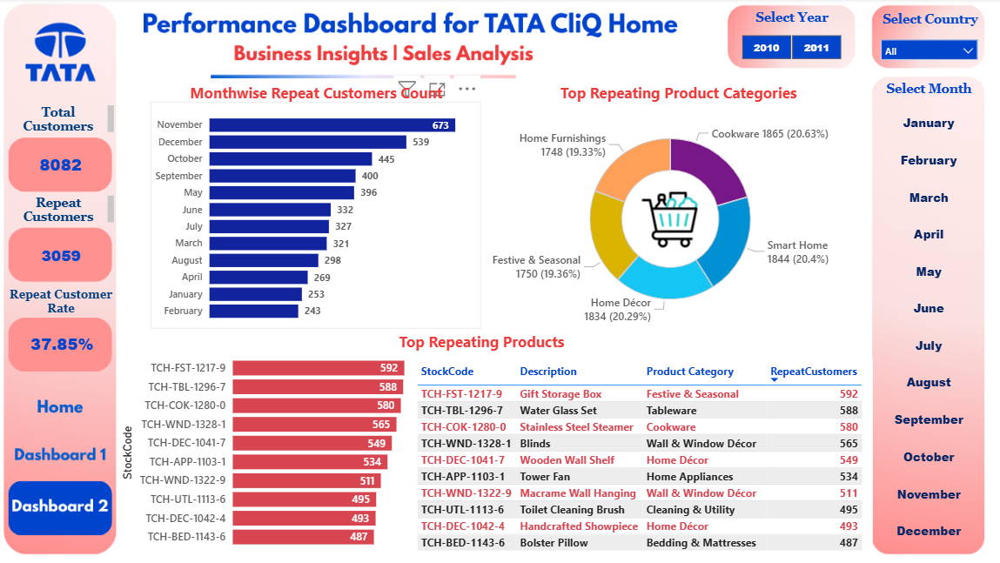 TATA
Performance Dashboard for TATA CliQ Home
Business Insights | Sales Analysis
Select Year
2010 2011
Select Country
All
Total
Customers
8082
Repeat
Customers
3059
Repeat Customer
Rate
37.85%
Home
Dashboard 1
Dashboard 2
Monthwise Repeat Customers Count
November 673
December 539
October 445
September 400
May 396
June 332
July 327
March 321
August 298
April 269
January 253
February 243
Top Repeating Product Categories
Cookware 1865 (20.63%)
Smart Home
1844 (20.4%)
Home Décor
1834 (20.29%)
Festive & Seasonal
1750 (19.36%)
Home Furnishings
1748 (19.33%)
Top Repeating Products
StockCode
TCH-FST-1217-9 592
TCH-TBL-1296-7 588
TCH-COK-1280-0 580
TCH-WND-1328-1 565
TCH-DEC-1041-7 549
TCH-APP-1103-1 534
TCH-WND-1322-9 511
TCH-UTL-1113-6 495
TCH-DEC-1042-4 493
TCH-BED-1143-6 487
StockCode Description Product Category RepeatCustomers
TCH-FST-1217-9 Gift Storage Box Festive & Seasonal 592
TCH-TBL-1296-7 Water Glass Set Tableware 588
TCH-COK-1280-0 Stainless Steel Steamer Cookware 580
TCH-WND-1328-1 Blinds Wall & Window Décor 565
TCH-DEC-1041-7 Wooden Wall Shelf Home Décor 549
TCH-APP-1103-1 Tower Fan Home Appliances 534
TCH-WND-1322-9 Macrame Wall Hanging Wall & Window Décor 511
TCH-UTL-1113-6 Toilet Cleaning Brush Cleaning & Utility 495
TCH-DEC-1042-4 Handcrafted Showpiece Home Décor 493
TCH-BED-1143-6 Bolster Pillow Bedding & Mattresses 487
Select Month
January
February
March
April
May
June
July
August
September
October
November
December